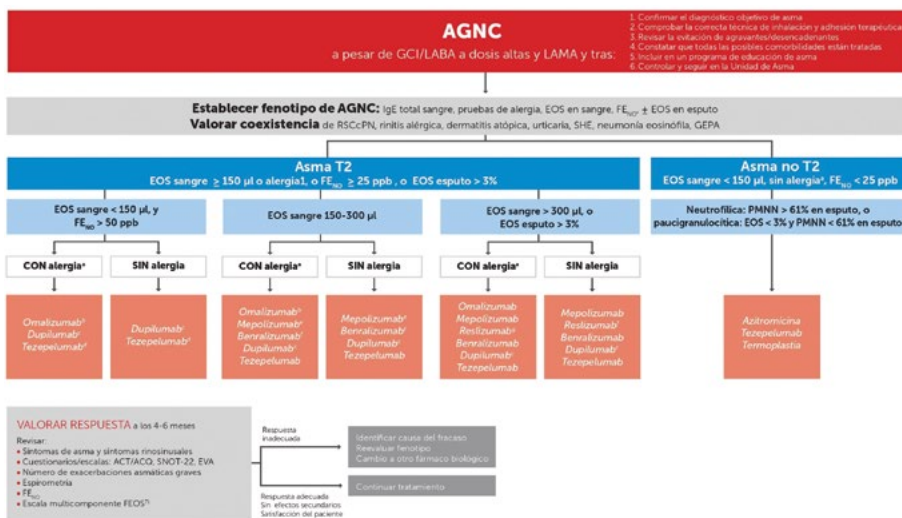 AGNC
a pesar de GCI/LABA a dosis altas y LAMA y tras:
1. Confirmar el diagnóstico objetivo de asma
2. Comprobar la correcta técnica de inhalación y adhesión terapéutica
3. Revisar la evitación de agravantes/desencadenantes
4. Constatar que todas las posibles comorbilidades están tratadas
5. Incluir en un programa de educación de asma
6. Controlar y seguir en la Unidad de Asma
Establecer fenotipo de AGNC: IgE total sangre, pruebas de alergia, EOS en sangre, FE_NO, ± EOS en esputo
Valorar coexistencia de RSCcPN, rinitis alérgica, dermatitis atópica, urticaria, SHE, neumonía eosinófila, GEPA
Asma T2
EOS sangre ≥ 150 µl o alergia1, o FE_NO ≥ 25 ppb , o EOS esputo > 3%
Asma no T2
EOS sangre < 150 µl, sin alergia^a, FE_NO < 25 ppb
EOS sangre < 150 µl, y
FE_NO > 50 ppb
EOS sangre 150-300 µl
EOS sangre > 300 µl, o
EOS esputo > 3%
Neutrofílica: PMNN > 61% en esputo, o
paucigranulocítica: EOS < 3% y PMNN < 61% en esputo
CON alergia^a
SIN alergia
CON alergia^a
SIN alergia
CON alergia^a
SIN alergia
Omalizumab^b
Dupilumab^c
Tezepelumab^d
Dupilumab^c
Tezepelumab^d
Omalizumab^b
Mepolizumab^e
Benralizumab^f
Dupilumab^c
Tezepelumab
Mepolizumab^e
Benralizumab^f
Dupilumab^c
Tezepelumab
Omalizumab
Mepolizumab
Reslizumab^g
Benralizumab
Dupilumab^c
Tezepelumab
Mepolizumab
Reslizumab
Benralizumab
Dupilumab
Tezepelumab
Azitromicina
Tezepelumab
Termoplastia
VALORAR RESPUESTA a los 4-6 meses
Revisar:
• Síntomas de asma y síntomas rinosinusales
• Cuestionarios/escalas: ACT/ACQ, SNOT-22, EVA
• Número de exacerbaciones asmáticas graves
• Espirometría
• FE_NO
• Escala multicomponente FEOS
Respuesta
inadecuada
Identificar causa del fracaso
Reevaluar fenotipo
Cambio a otro fármaco biológico
Respuesta adecuada
Sin efectos secundarios
Satisfacción del paciente
Continuar tratamiento